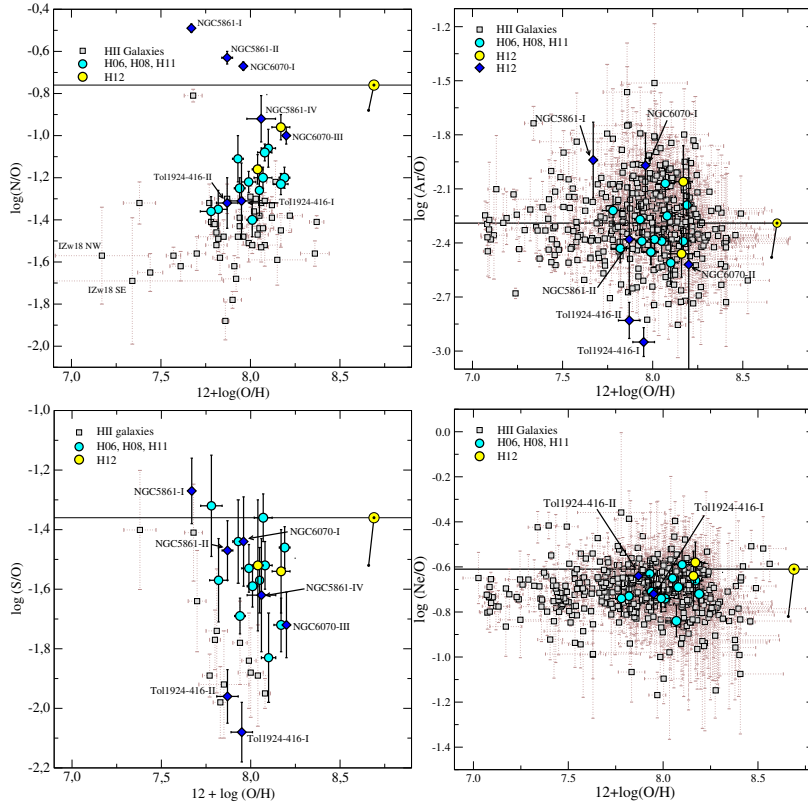 -0,4
-0,6
-0,8
-1,0
-1,2
-1,4
-1,6
-1,8
-2,0
log(N/O)
NGC5861-I
NGC5861-II
NGC6070-I
HII Galaxies
H06, H08, H11
H12
NGC5861-IV
NGC6070-III
Tol1924-416-II
Tol1924-416-I
IZw18 NW
IZw18 SE
7,0
7,5
8,0
8,5
12+log(O/H)
-1.2
-1.5
-1.8
-2.1
-2.4
-2.7
-3.0
log (Ar/O)
HII Galaxies
H06, H08, H11
H12
H12
NGC5861-I
NGC6070-I
NGC5861-II
NGC6070-II
Tol1924-416-II
Tol1924-416-I
7.0
7.5
8.0
8.5
12+log(O/H)
-1,0
-1,2
-1,4
-1,6
-1,8
-2,0
-2,2
log (S/O)
HII galaxies
H06, H08, H11
H12
NGC5861-I
NGC6070-I
NGC5861-II
NGC5861-IV
NGC6070-III
Tol1924-416-II
Tol1924-416-I
7,0
7,5
8,0
8,5
12 + log (O/H)
0.0
-0.2
-0.4
-0.6
-0.8
-1.0
-1.2
-1.4
log (Ne/O)
HII Galaxies
H06, H08, H11
H12
Tol1924-416-II
Tol1924-416-I
7.0
7.5
8.0
8.5
12+log(O/H)